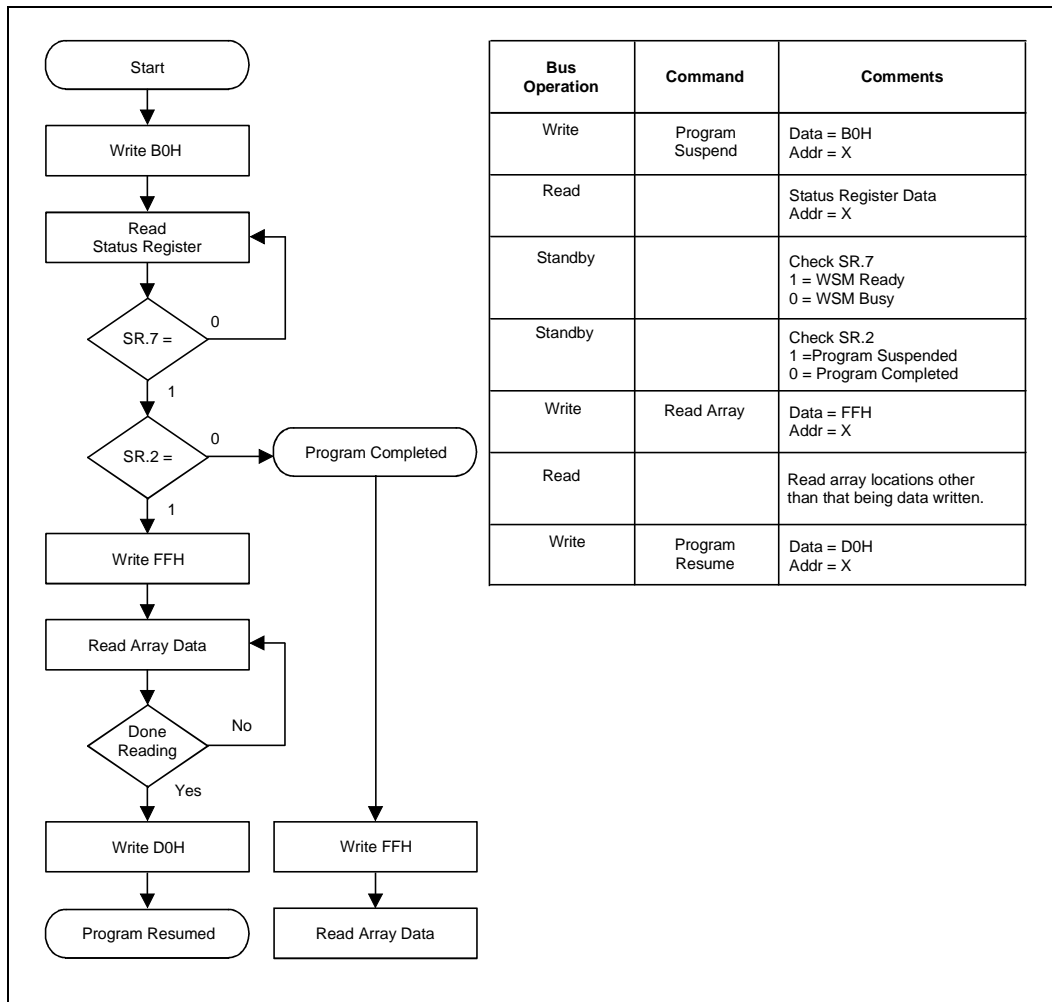 Start
Write B0H
Read
Status Register
SR.7 =
0
1
SR.2 =
0
Program Completed
1
Write FFH
Read Array Data
Done
Reading
No
Yes
Write D0H
Write FFH
Program Resumed
Read Array Data
Bus
Operation
Command
Comments
Write
Program
Suspend
Data = B0H
Addr = X
Read
Status Register Data
Addr = X
Standby
Check SR.7
1 = WSM Ready
0 = WSM Busy
Standby
Check SR.2
1 =Program Suspended
0 = Program Completed
Write
Read Array
Data = FFH
Addr = X
Read
Read array locations other
than that being data written.
Write
Program
Resume
Data = D0H
Addr = X